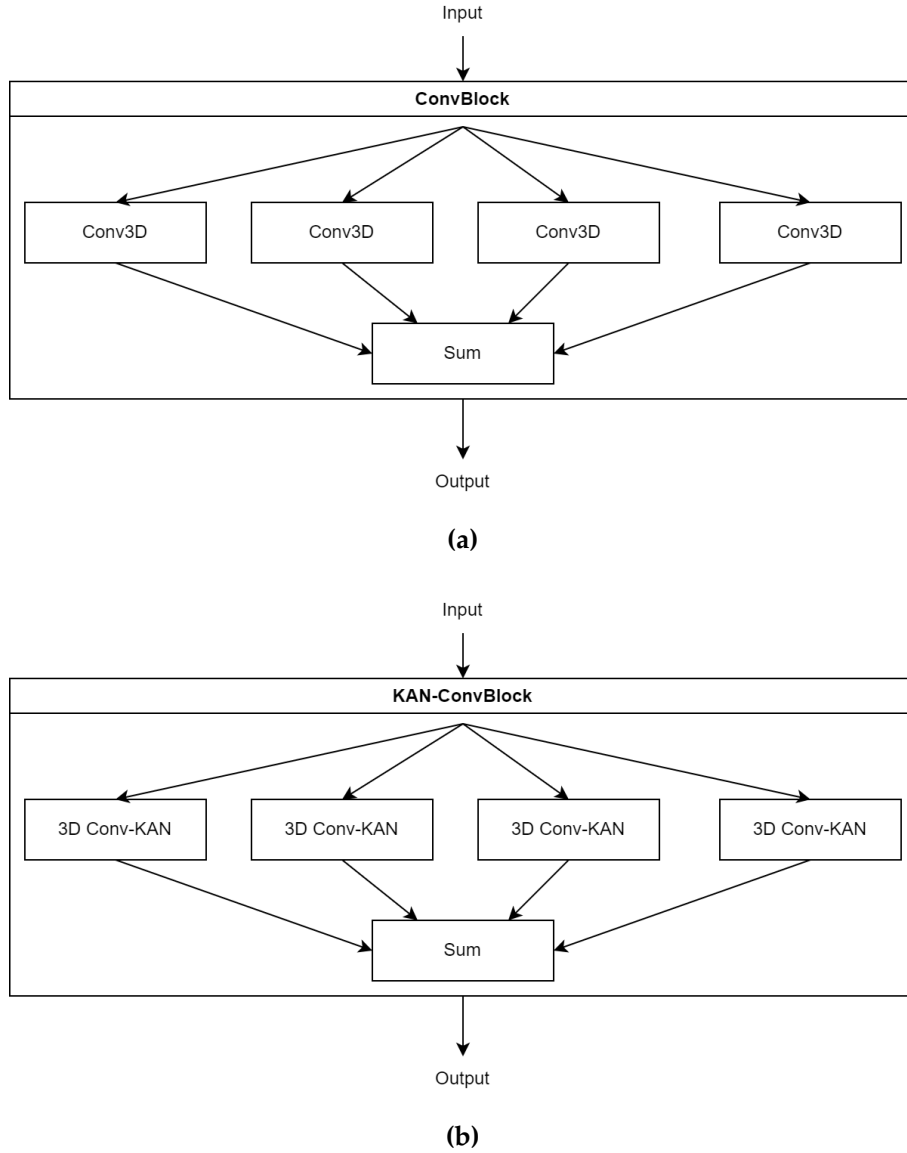 Input
ConvBlock
Conv3D Conv3D Conv3D Conv3D
Sum
Output
(a)
Input
KAN-ConvBlock
3D Conv-KAN 3D Conv-KAN 3D Conv-KAN 3D Conv-KAN
Sum
Output
(b)